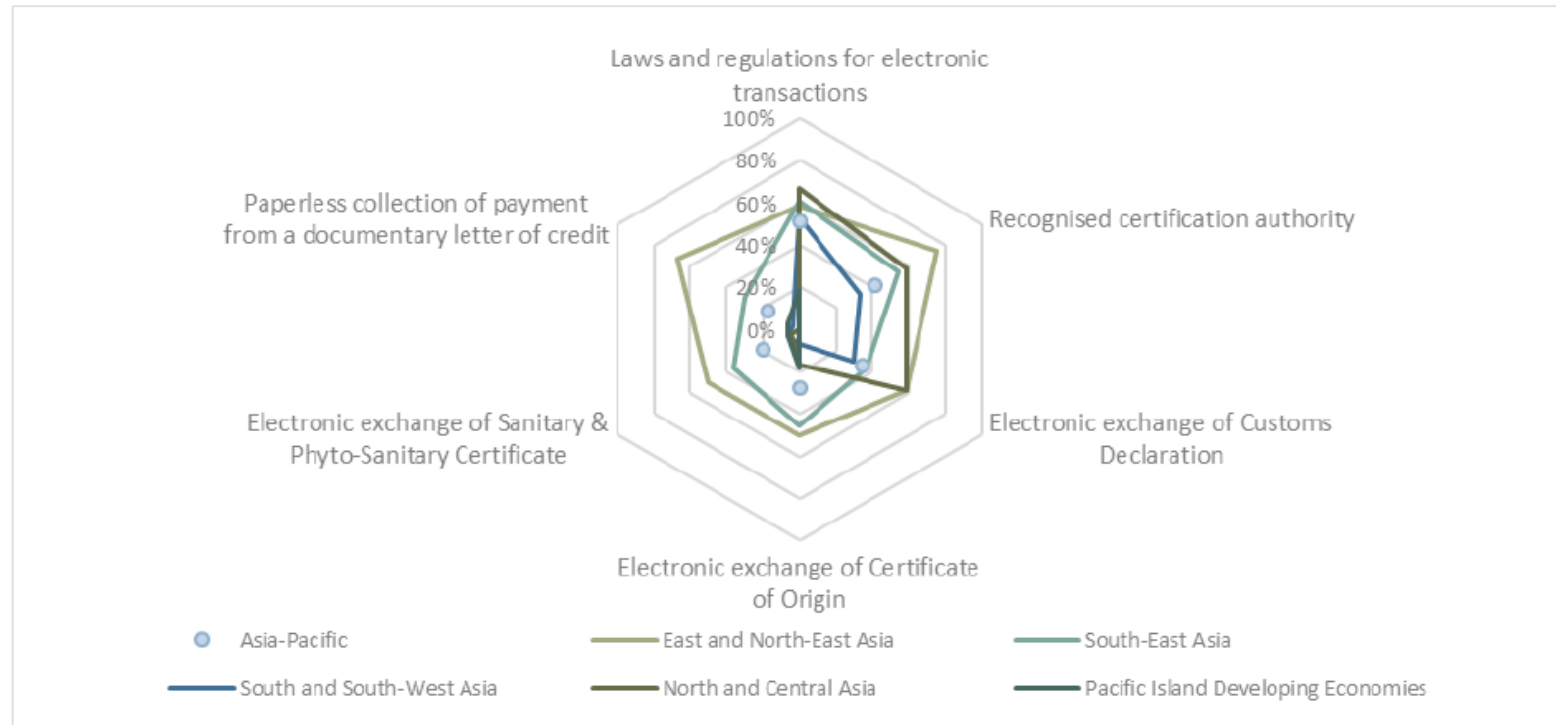 Laws and regulations for electronic
transactions
100%
80%
60%
40%
20%
0%
Recognised certification authority
Electronic exchange of Customs
Declaration
Electronic exchange of Certificate
of Origin
Electronic exchange of Sanitary &
Phyto-Sanitary Certificate
Paperless collection of payment
from a documentary letter of credit
Asia-Pacific
East and North-East Asia
South-East Asia
South and South-West Asia
North and Central Asia
Pacific Island Developing Economies